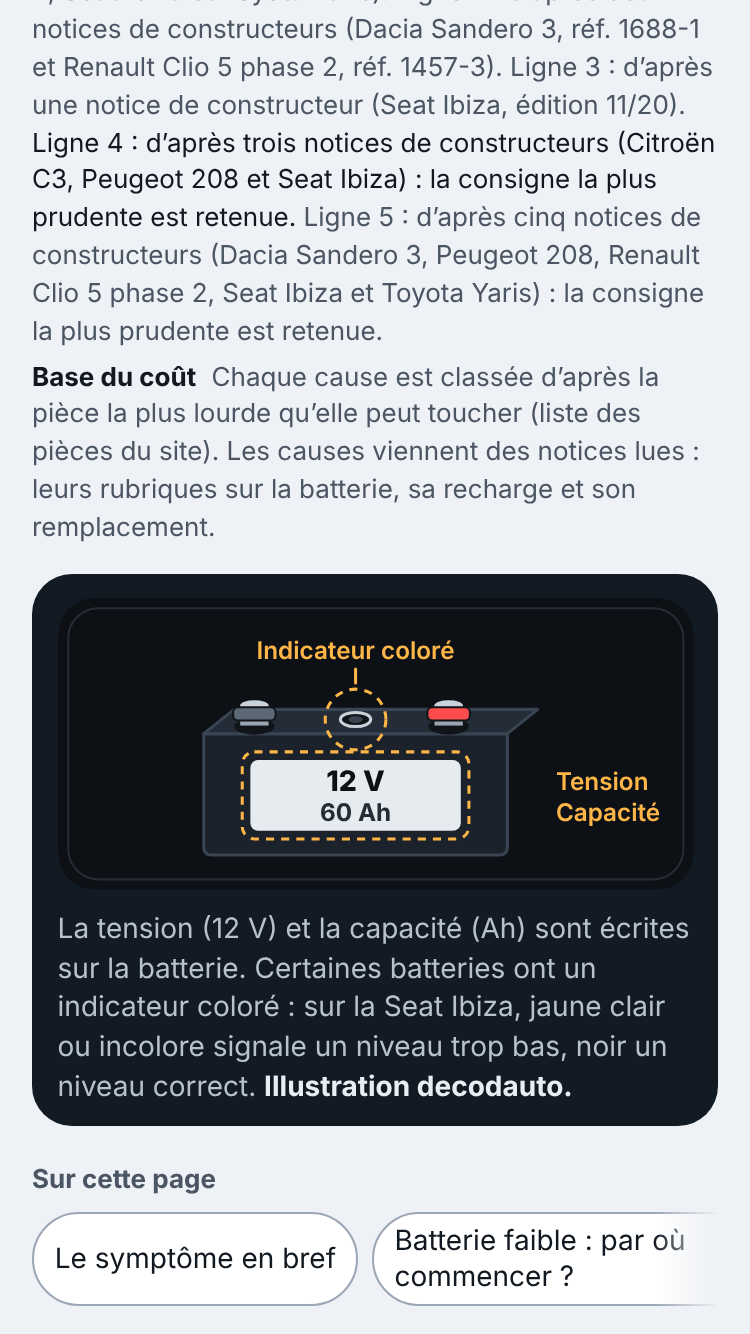 notices de constructeurs (Dacia Sandero 3, réf. 1688-1
et Renault Clio 5 phase 2, réf. 1457-3). Ligne 3 : d’après
une notice de constructeur (Seat Ibiza, édition 11/20).
Ligne 4 : d’après trois notices de constructeurs (Citroën
C3, Peugeot 208 et Seat Ibiza) : la consigne la plus
prudente est retenue. Ligne 5 : d’après cinq notices de
constructeurs (Dacia Sandero 3, Peugeot 208, Renault
Clio 5 phase 2, Seat Ibiza et Toyota Yaris) : la consigne
la plus prudente est retenue.
Base du coût Chaque cause est classée d’après la
pièce la plus lourde qu’elle peut toucher (liste des
pièces du site). Les causes viennent des notices lues :
leurs rubriques sur la batterie, sa recharge et son
remplacement.
Indicateur coloré
12 V
60 Ah
Tension
Capacité
La tension (12 V) et la capacité (Ah) sont écrites
sur la batterie. Certaines batteries ont un
indicateur coloré : sur la Seat Ibiza, jaune clair
ou incolore signale un niveau trop bas, noir un
niveau correct. Illustration decodauto.
Sur cette page
Le symptôme en bref
Batterie faible : par où
commencer ?